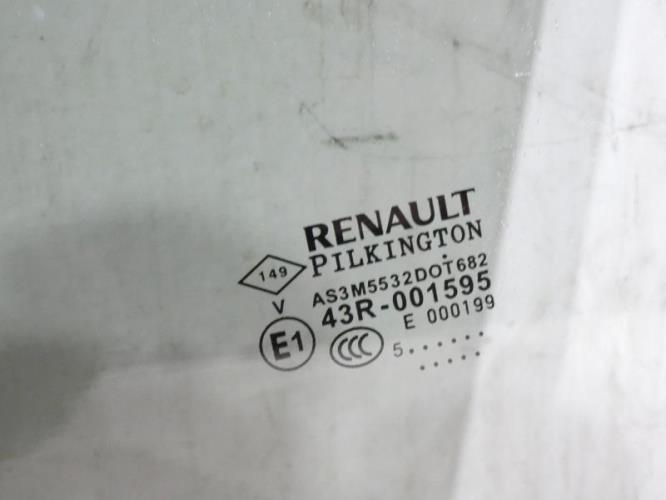 RENAULT
PILKINGTON
149
AS3M5532DOT682
V
43R-001595
E 000199
E1
CCC
5.......
.....